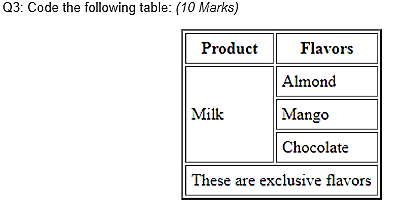 Q3: Code the following table: (10 Marks)
Product Flavors
Almond
Milk Mango
Chocolate
These are exclusive flavors